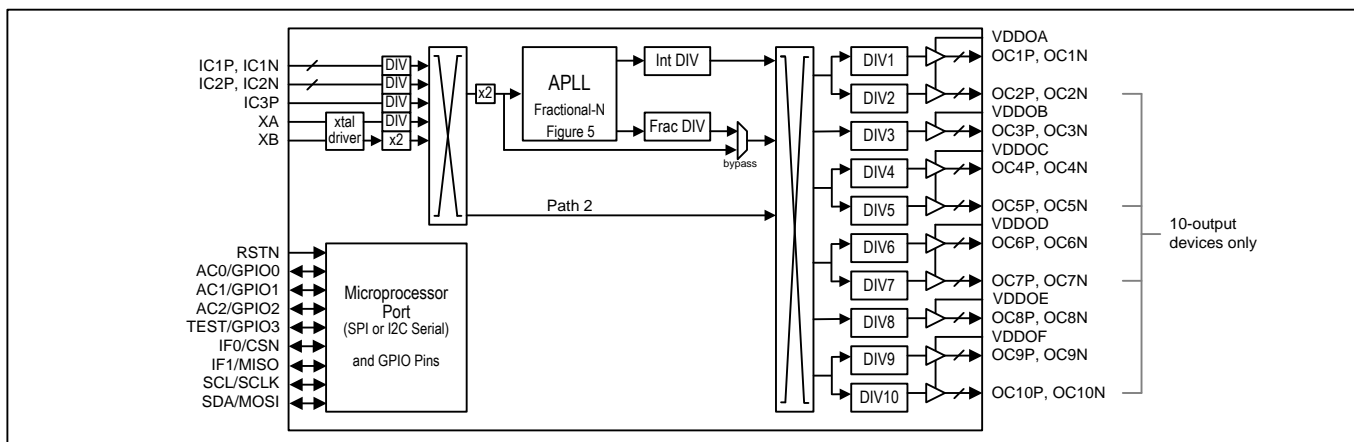 IC1P, IC1N
IC2P, IC2N
IC3P
XA
XB
xtal
driver
DIV
DIV
DIV
DIV
x2
x2
APLL
Fractional-N
Figure 5
Int DIV
Frac DIV
bypass
Path 2
RSTN
AC0/GPIO0
AC1/GPIO1
AC2/GPIO2
TEST/GPIO3
IF0/CSN
IF1/MISO
SCL/SCLK
SDA/MOSI
Microprocessor
Port
(SPI or I2C Serial)
and GPIO Pins
DIV1
DIV2
DIV3
DIV4
DIV5
DIV6
DIV7
DIV8
DIV9
DIV10
VDDOA
OC1P, OC1N
OC2P, OC2N
VDDOB
OC3P, OC3N
VDDOC
OC4P, OC4N
OC5P, OC5N
VDDOD
OC6P, OC6N
OC7P, OC7N
VDDOE
OC8P, OC8N
VDDOF
OC9P, OC9N
OC10P, OC10N
10-output
devices only